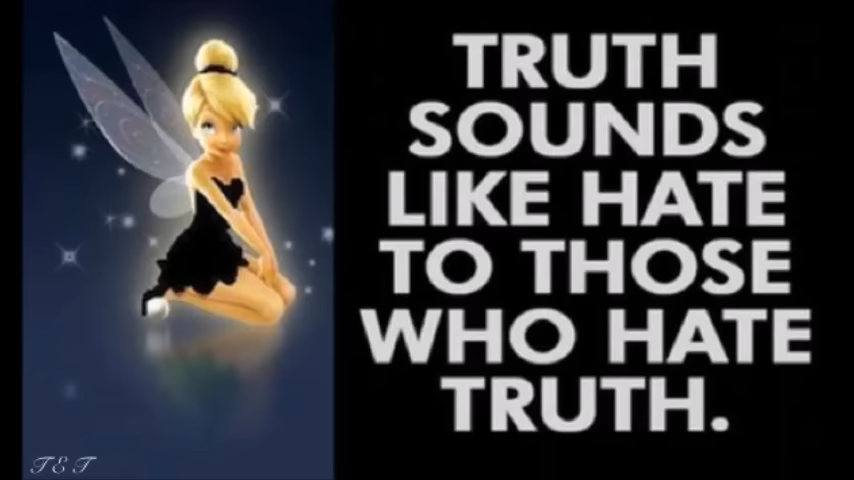 TRUTH
SOUNDS
LIKE HATE
TO THOSE
WHO HATE
TRUTH.
T&T